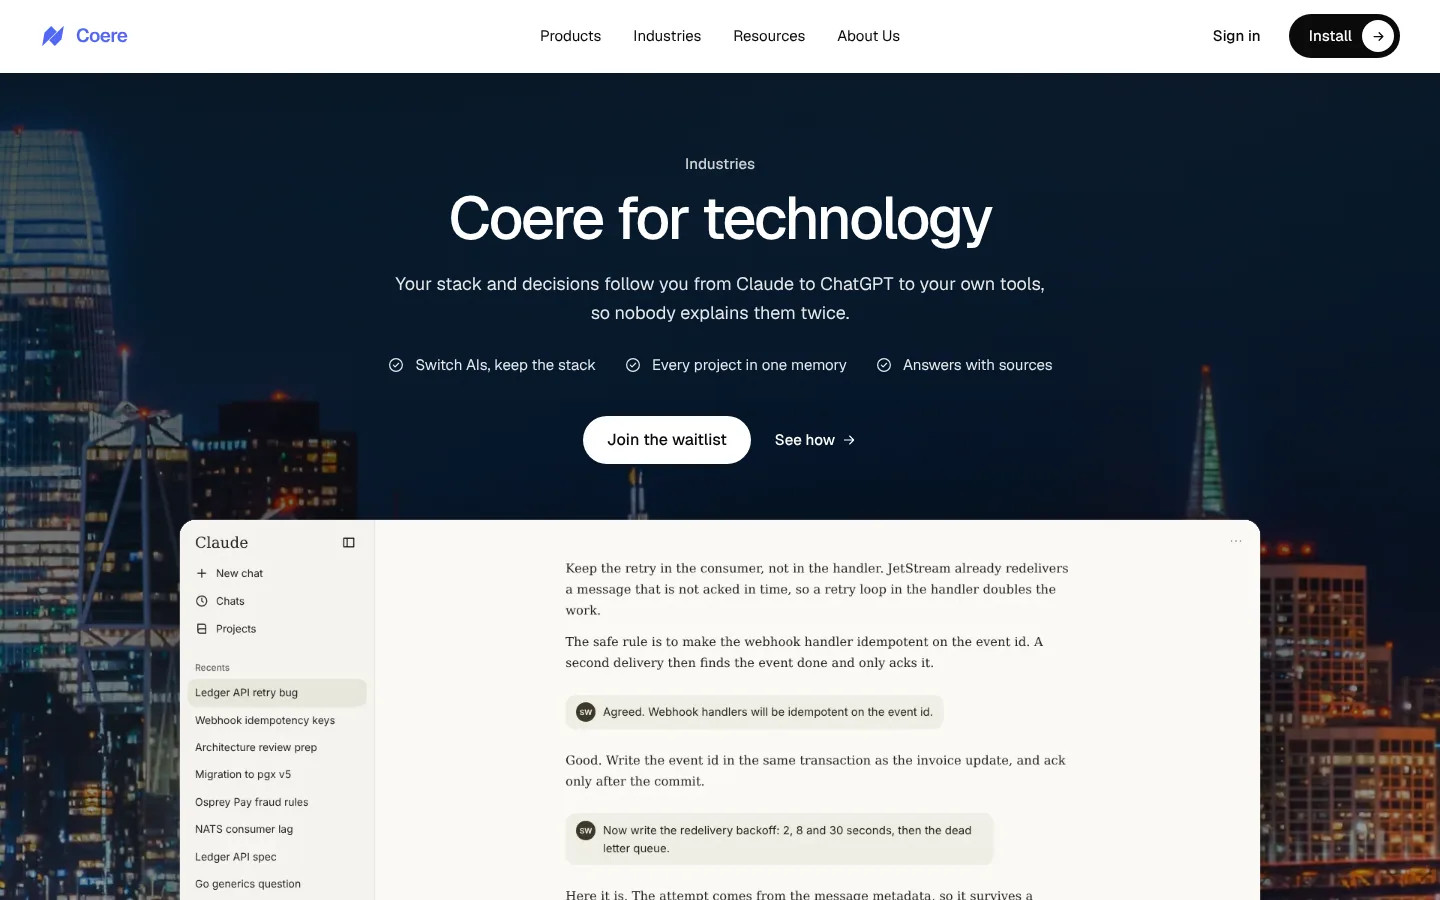 Coere
Products
Industries
Resources
About Us
Sign in
Install
Industries
Coere for technology
Your stack and decisions follow you from Claude to ChatGPT to your own tools,
so nobody explains them twice.
Switch AIs, keep the stack
Every project in one memory
Answers with sources
Join the waitlist
See how
Claude
New chat
Chats
Projects
Recents
Ledger API retry bug
Webhook idempotency keys
Architecture review prep
Migration to pgx v5
Osprey Pay fraud rules
NATS consumer lag
Ledger API spec
Go generics question
Keep the retry in the consumer, not in the handler. JetStream already redelivers
a message that is not acked in time, so a retry loop in the handler doubles the
work.
The safe rule is to make the webhook handler idempotent on the event id. A
second delivery then finds the event done and only acks it.
SW Agreed. Webhook handlers will be idempotent on the event id.
Good. Write the event id in the same transaction as the invoice update, and ack
only after the commit.
SW Now write the redelivery backoff: 2, 8 and 30 seconds, then the dead
letter queue.
Here it is. The attempt comes from the message metadata, so it survives a